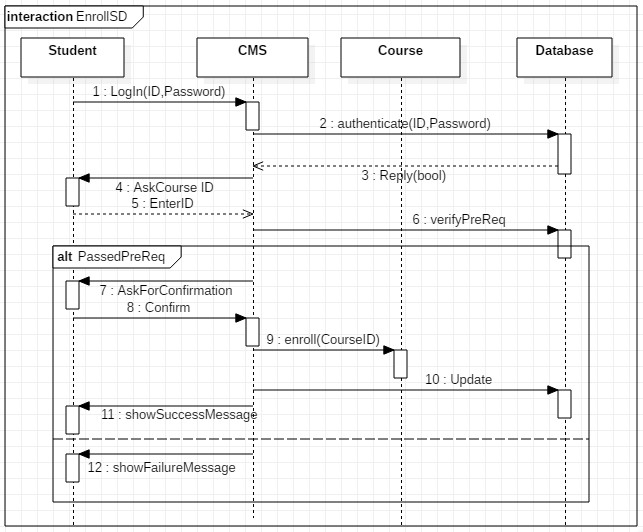 interaction EnrollSD
Student
CMS
Course
Database
1 : LogIn(ID,Password)
2 : authenticate(ID,Password)
3 : Reply(bool)
4 : AskCourse ID
5 : EnterID
6 : verifyPreReq
alt PassedPreReq
7 : AskForConfirmation
8 : Confirm
9 : enroll(CourseID)
10 : Update
11 : showSuccessMessage
12 : showFailureMessage